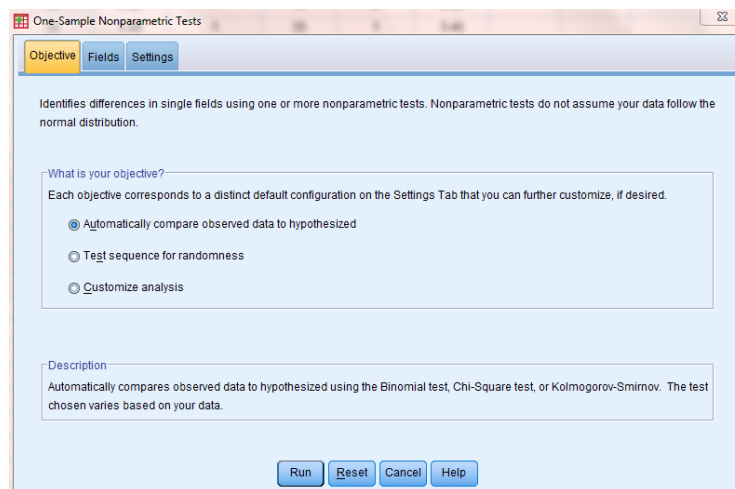 One-Sample Nonparametric Tests
Objective Fields Settings
Identifies differences in single fields using one or more nonparametric tests. Nonparametric tests do not assume your data follow the
normal distribution.
What is your objective?
Each objective corresponds to a distinct default configuration on the Settings Tab that you can further customize, if desired.
Automatically compare observed data to hypothesized
Test sequence for randomness
Customize analysis
Description
Automatically compares observed data to hypothesized using the Binomial test, Chi-Square test, or Kolmogorov-Smirnov. The test
chosen varies based on your data.
Run Reset Cancel Help